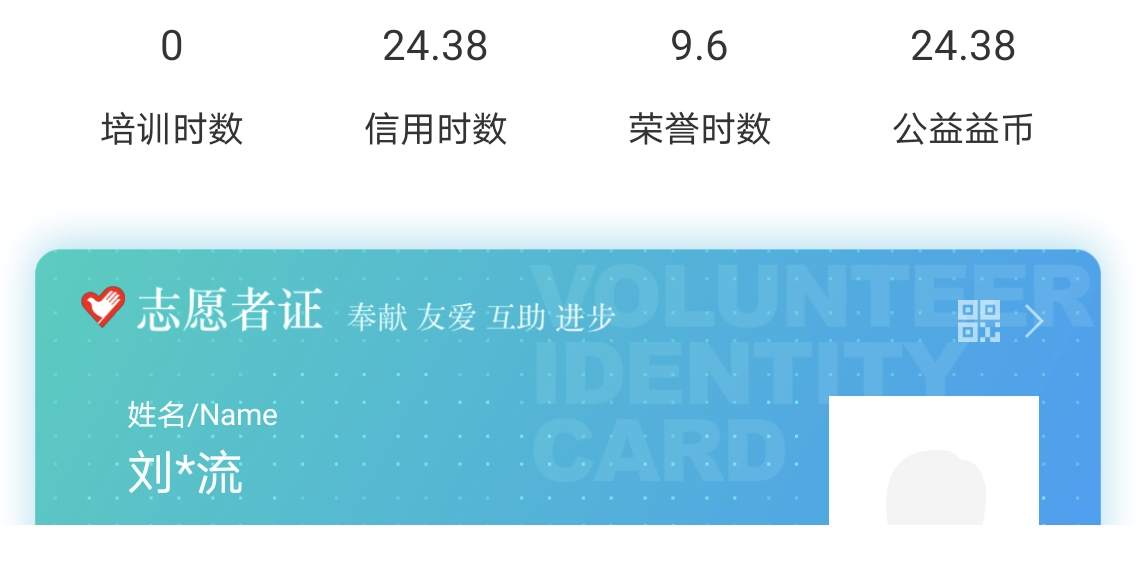 0 24.38 9.6 24.38
培训时数 信用时数 荣誉时数 公益益币
VOLUNTEER
志愿者证 奉献 友爱 互助 进步
IDENTITY
姓名/Name
CARD
刘*流